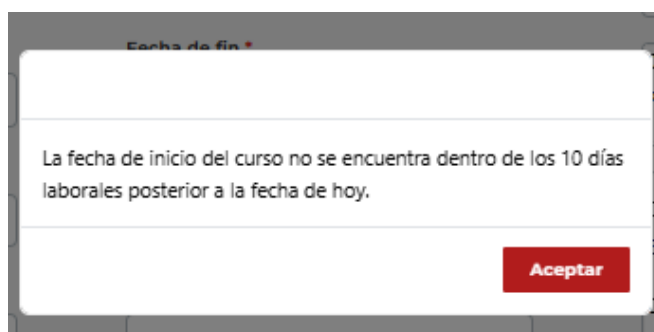 Fecha de fin *
La fecha de inicio del curso no se encuentra dentro de los 10 días
laborales posterior a la fecha de hoy.
Aceptar